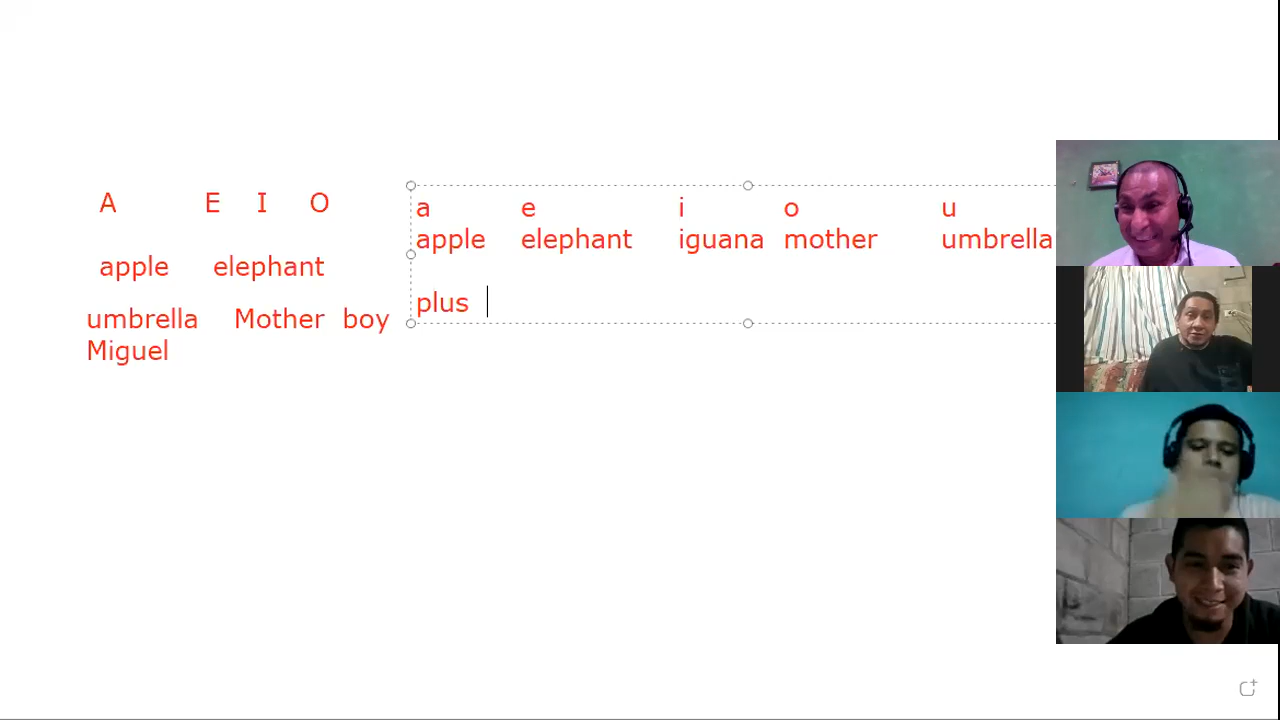 A E I O
apple elephant
umbrella Mother boy
Miguel
a e i o u
apple elephant iguana mother umbrella
plus